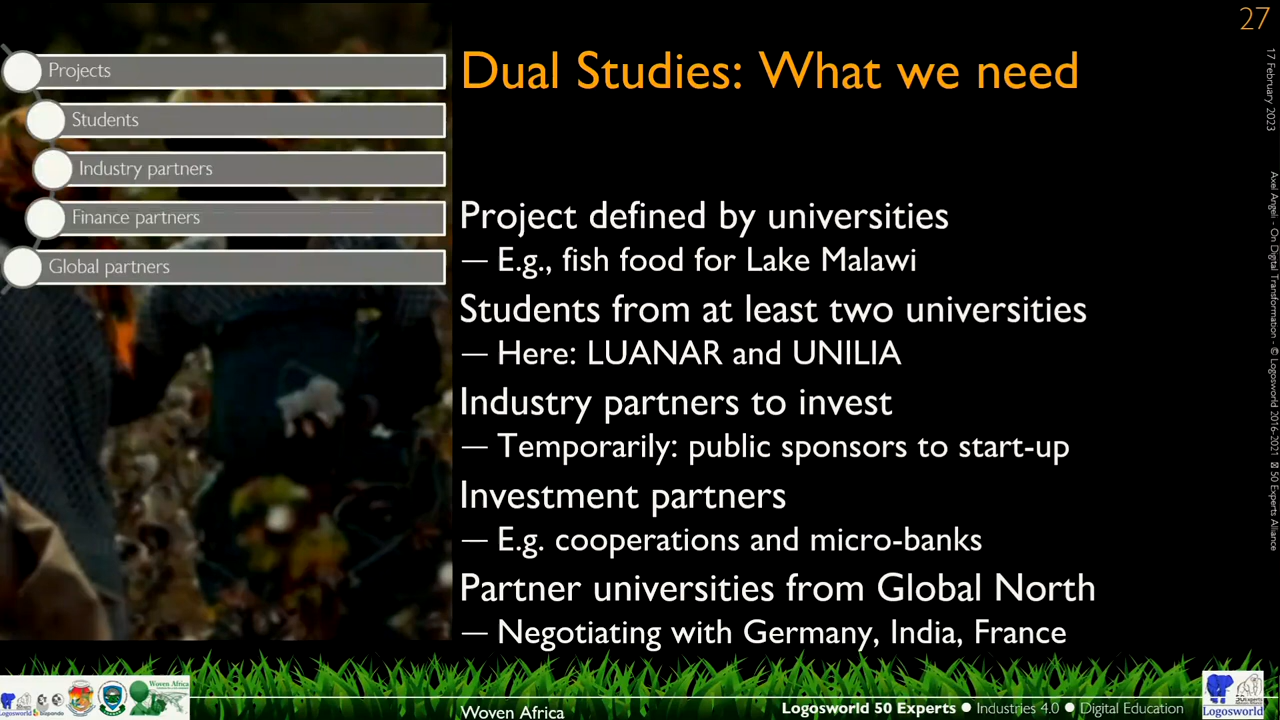 27
Dual Studies: What we need
Projects
Students
Industry partners
Finance partners
Global partners
Project defined by universities
— E.g., fish food for Lake Malawi
Students from at least two universities
— Here: LUANAR and UNILIA
Industry partners to invest
— Temporarily: public sponsors to start-up
Investment partners
— E.g. cooperations and micro-banks
Partner universities from Global North
— Negotiating with Germany, India, France
17 February 2023
Axel Angeli - On Digital Transformation - © Logosworld 2016-2021 50 Experts Alliance
Logosworld
Woven Africa
Woven Africa
Logosworld 50 Experts ● Industries 4.0 ● Digital Education
Logosworld